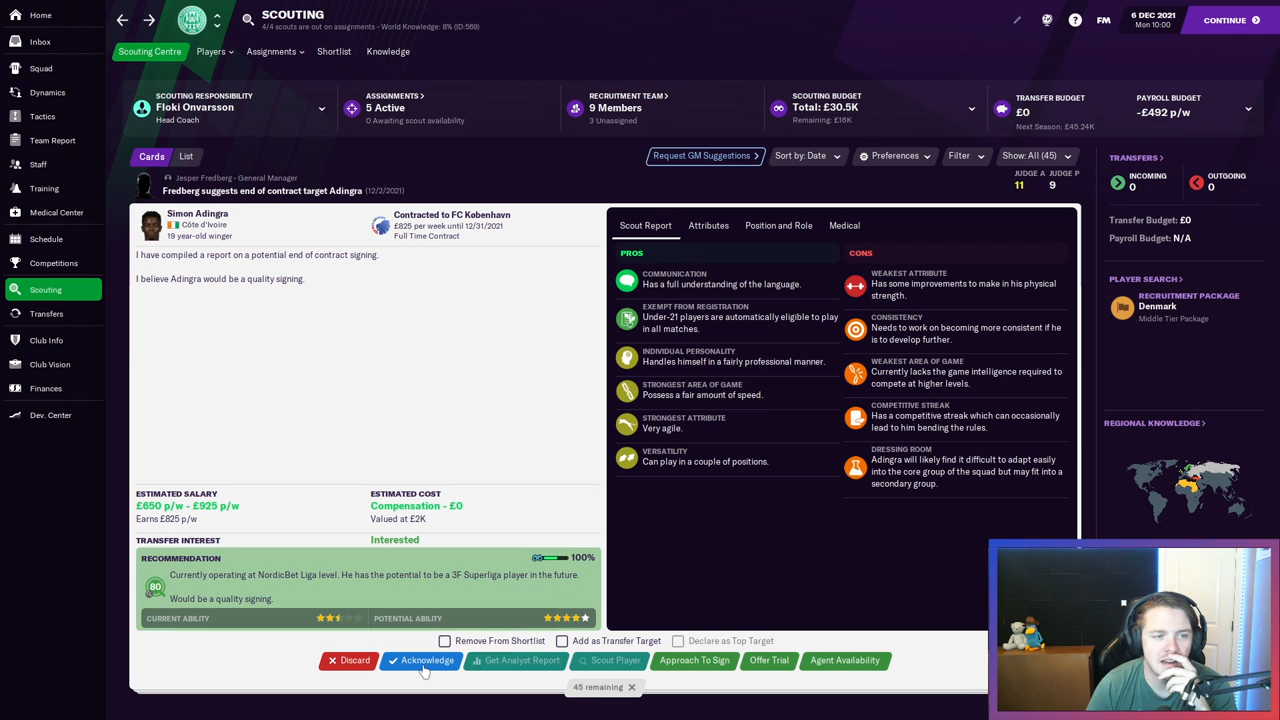 Home
Inbox
Squad
Dynamics
Tactics
Team Report
Staff
Training
Medical Center
Schedule
Competitions
Scouting
Transfers
Club Info
Club Vision
Finances
Dev. Center
SCOUTING
4/4 scouts are out on assignments - World Knowledge: 8% (ID:569)
FM
6 DEC 2021
Mon 10:00
CONTINUE
Scouting Centre
Players
Assignments
Shortlist
Knowledge
SCOUTING RESPONSIBILITY
Floki Onvarsson
Head Coach
ASSIGNMENTS >
5 Active
0 Awaiting scout availability
RECRUITMENT TEAM >
9 Members
3 Unassigned
SCOUTING BUDGET
Total: £30.5K
Remaining: £16K
TRANSFER BUDGET
£0
Next Season: £45.24K
PAYROLL BUDGET
-£492 p/w
Cards
List
Request GM Suggestions >
Sort by: Date
Preferences
Filter
Show: All (45)
Jesper Fredberg - General Manager
Fredberg suggests end of contract target Adingra (12/2/2021)
JUDGE A
11
JUDGE P
9
Simon Adingra
Côte d'Ivoire
19 year-old winger
Contracted to FC København
£825 per week until 12/31/2021
Full Time Contract
I have compiled a report on a potential end of contract signing.
I believe Adingra would be a quality signing.
ESTIMATED SALARY
£650 p/w - £925 p/w
Earns £825 p/w
ESTIMATED COST
Compensation - £0
Valued at £2K
TRANSFER INTEREST
Interested
RECOMMENDATION
100%
80
Currently operating at NordicBet Liga level. He has the potential to be a 3F Superliga player in the future.
Would be a quality signing.
CURRENT ABILITY
POTENTIAL ABILITY
Scout Report
Attributes
Position and Role
Medical
PROS
COMMUNICATION
Has a full understanding of the language.
EXEMPT FROM REGISTRATION
Under-21 players are automatically eligible to play
in all matches.
INDIVIDUAL PERSONALITY
Handles himself in a fairly professional manner.
STRONGEST AREA OF GAME
Possess a fair amount of speed.
STRONGEST ATTRIBUTE
Very agile.
VERSATILITY
Can play in a couple of positions.
CONS
WEAKEST ATTRIBUTE
Has some improvements to make in his physical
strength.
CONSISTENCY
Needs to work on becoming more consistent if he
is to develop further.
WEAKEST AREA OF GAME
Currently lacks the game intelligence required to
compete at higher levels.
COMPETITIVE STREAK
Has a competitive streak which can occasionally
lead to him bending the rules.
DRESSING ROOM
Adingra will likely find it difficult to adapt easily
into the core group of the squad but may fit into a
secondary group.
Remove From Shortlist
Add as Transfer Target
Declare as Top Target
Discard
Acknowledge
Get Analyst Report
Scout Player
Approach To Sign
Offer Trial
Agent Availability
45 remaining
TRANSFERS >
INCOMING
0
OUTGOING
0
Transfer Budget: £0
Payroll Budget: N/A
PLAYER SEARCH >
RECRUITMENT PACKAGE
Denmark
Middle Tier Package
REGIONAL KNOWLEDGE >